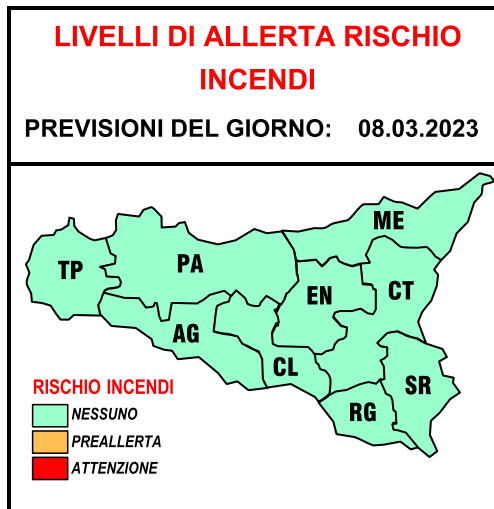 LIVELLI DI ALLERTA RISCHIO
INCENDI
PREVISIONI DEL GIORNO: 08.03.2023
ME
TP
PA
EN
CT
AG
CL
SR
RG
RISCHIO INCENDI
NESSUNO
PREALLERTA
ATTENZIONE